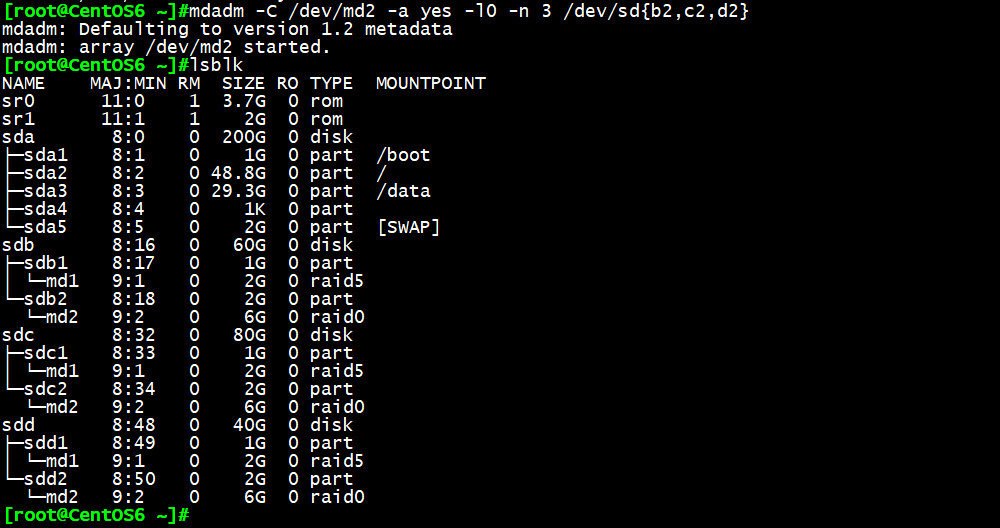 [root@CentOS6 ~]#mdadm -C /dev/md2 -a yes -l0 -n 3 /dev/sd{b2,c2,d2}
mdadm: Defaulting to version 1.2 metadata
mdadm: array /dev/md2 started.
[root@CentOS6 ~]#lsblk
NAME    MAJ:MIN RM  SIZE RO TYPE  MOUNTPOINT
sr0      11:0    1  3.7G  0 rom
sr1      11:1    1    2G  0 rom
sda       8:0    0  200G  0 disk
├─sda1    8:1    0    1G  0 part  /boot
├─sda2    8:2    0 48.8G  0 part  /
├─sda3    8:3    0 29.3G  0 part  /data
├─sda4    8:4    0    1K  0 part
└─sda5    8:5    0    2G  0 part  [SWAP]
sdb       8:16   0   60G  0 disk
├─sdb1    8:17   0    1G  0 part
│ └─md1   9:1    0    2G  0 raid5
└─sdb2    8:18   0    2G  0 part
  └─md2   9:2    0    6G  0 raid0
sdc       8:32   0   80G  0 disk
├─sdc1    8:33   0    1G  0 part
│ └─md1   9:1    0    2G  0 raid5
└─sdc2    8:34   0    2G  0 part
  └─md2   9:2    0    6G  0 raid0
sdd       8:48   0   40G  0 disk
├─sdd1    8:49   0    1G  0 part
│ └─md1   9:1    0    2G  0 raid5
└─sdd2    8:50   0    2G  0 part
  └─md2   9:2    0    6G  0 raid0
[root@CentOS6 ~]#